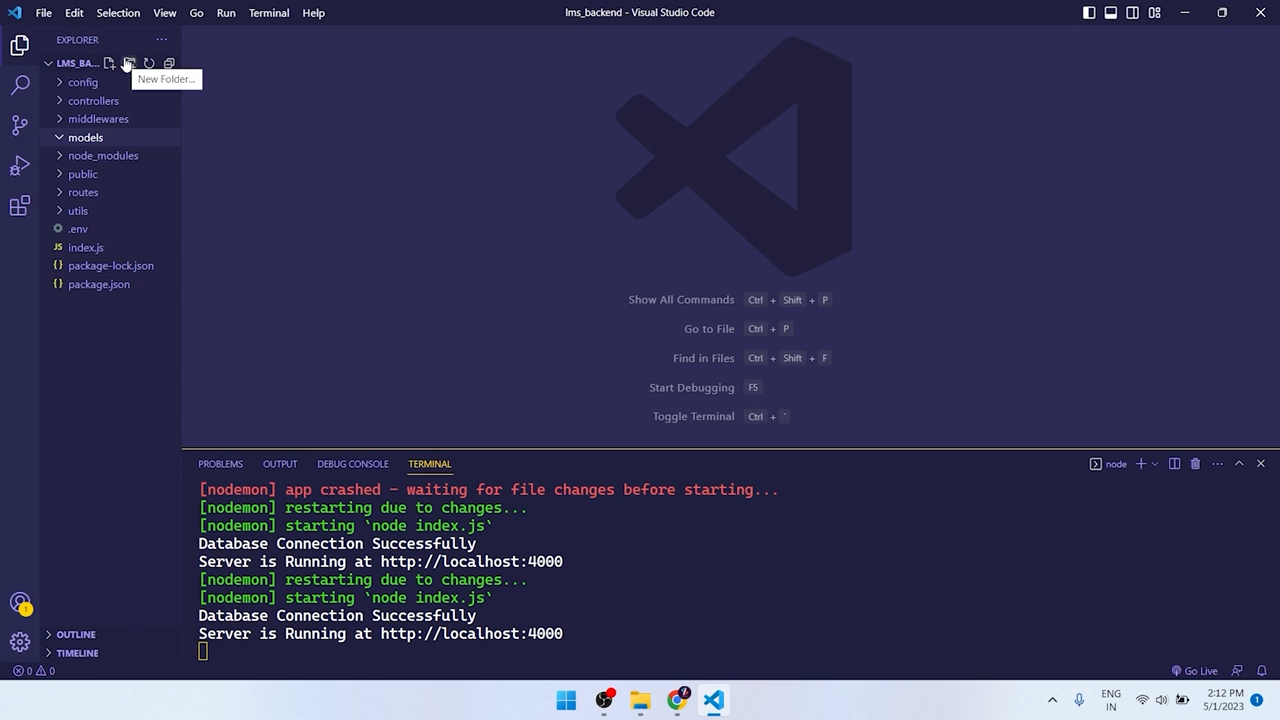 File Edit Selection View Go Run Terminal Help
lms_backend - Visual Studio Code
EXPLORER
LMS_BA...
New Folder...
config
controllers
middlewares
models
node_modules
public
routes
utils
.env
JS index.js
{} package-lock.json
{} package.json
OUTLINE
TIMELINE
Show All Commands Ctrl + Shift + P
Go to File Ctrl + P
Find in Files Ctrl + Shift + F
Start Debugging F5
Toggle Terminal Ctrl + `
PROBLEMS OUTPUT DEBUG CONSOLE TERMINAL
node
[nodemon] app crashed - waiting for file changes before starting...
[nodemon] restarting due to changes...
[nodemon] starting `node index.js`
Database Connection Successfully
Server is Running at http://localhost:4000
[nodemon] restarting due to changes...
[nodemon] starting `node index.js`
Database Connection Successfully
Server is Running at http://localhost:4000
1
0 0
Go Live
ENG
IN
2:12 PM
5/1/2023
1